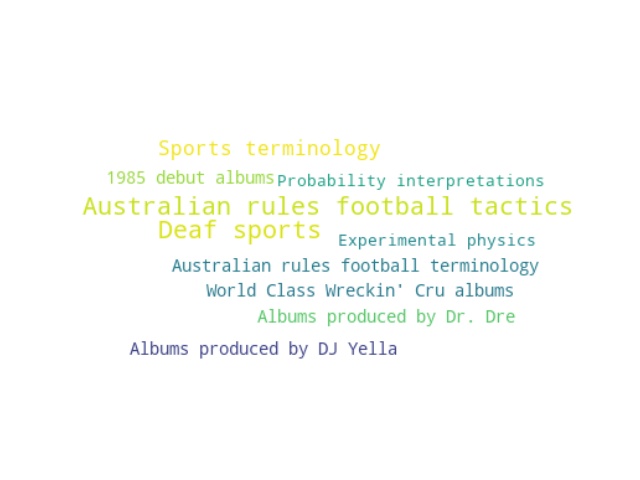 Sports terminology
1985 debut albums
Probability interpretations
Australian rules football tactics
Deaf sports
Experimental physics
Australian rules football terminology
World Class Wreckin' Cru albums
Albums produced by Dr. Dre
Albums produced by DJ Yella